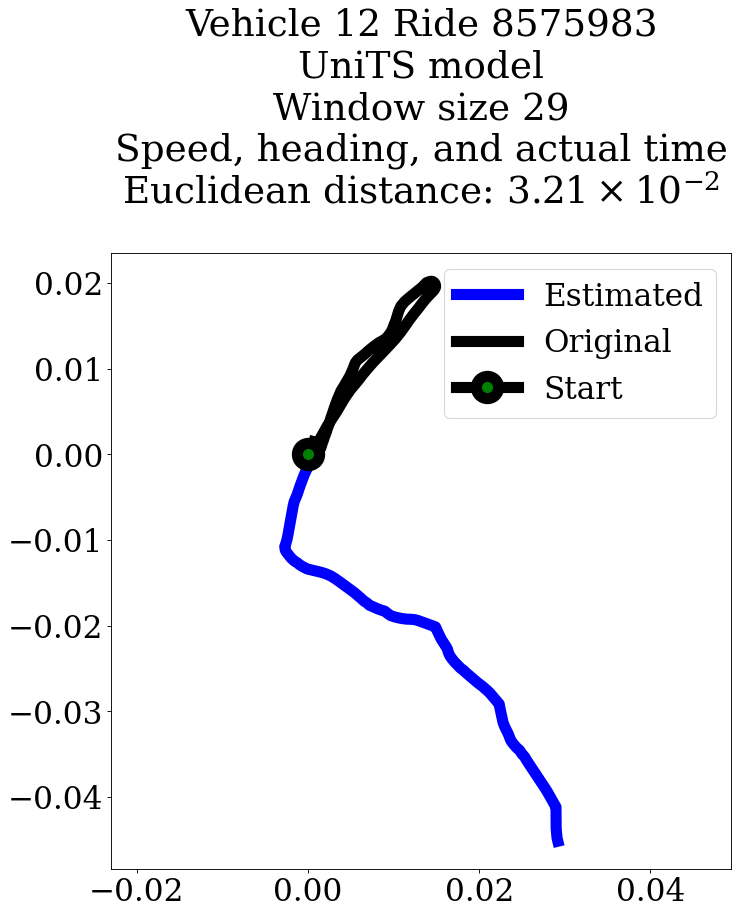 Vehicle 12 Ride 8575983
UniTS model
Window size 29
Speed, heading, and actual time
Euclidean distance: 3.21 × 10⁻²
Estimated
Original
Start
0.02
0.01
0.00
−0.01
−0.02
−0.03
−0.04
−0.02 0.00 0.02 0.04